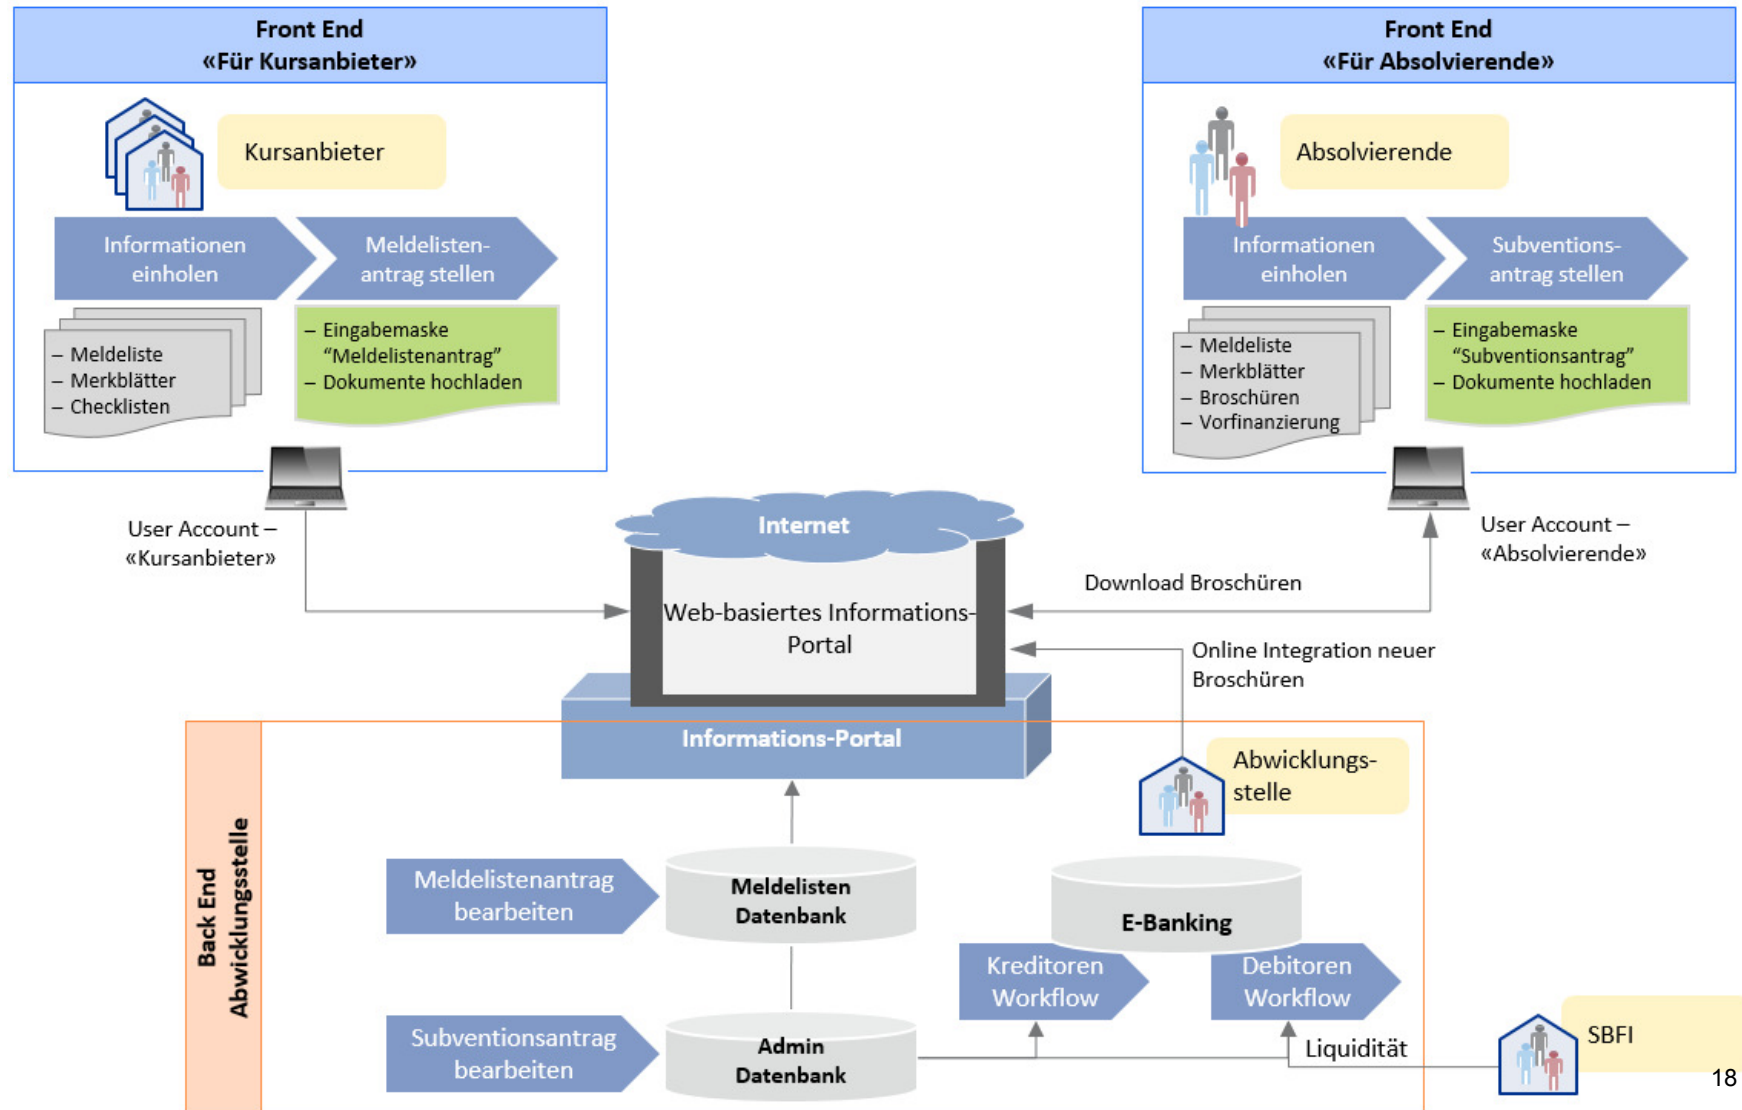 Front End
«Für Kursanbieter»
Kursanbieter
Informationen
einholen
Meldelisten-
antrag stellen
– Meldeliste
– Merkblätter
– Checklisten
– Eingabemaske
“Meldelistenantrag”
– Dokumente hochladen
User Account –
«Kursanbieter»
Front End
«Für Absolvierende»
Absolvierende
Informationen
einholen
Subventions-
antrag stellen
– Meldeliste
– Merkblätter
– Broschüren
– Vorfinanzierung
– Eingabemaske
“Subventionsantrag”
– Dokumente hochladen
User Account –
«Absolvierende»
Internet
Web-basiertes Informations-
Portal
Informations-Portal
Download Broschüren
Online Integration neuer
Broschüren
Abwicklungs-
stelle
Back End
Abwicklungsstelle
Meldelistenantrag
bearbeiten
Meldelisten
Datenbank
E-Banking
Kreditoren
Workflow
Debitoren
Workflow
Subventionsantrag
bearbeiten
Admin
Datenbank
Liquidität
SBFI
18